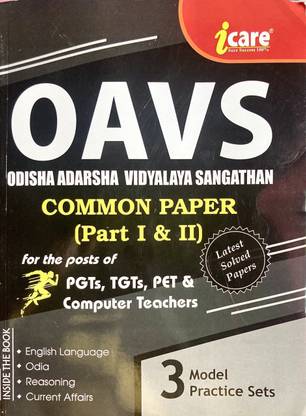 icare
Sure Success 100%
OAVS
ODISHA ADARSHA VIDYALAYA SANGATHAN
COMMON PAPER
(Part I & II)
for the posts of
PGTs, TGTs, PET &
Computer Teachers
Latest
Solved
Papers
INSIDE THE BOOK
• English Language
• Odia
• Reasoning
• Current Affairs
3 Model
Practice Sets